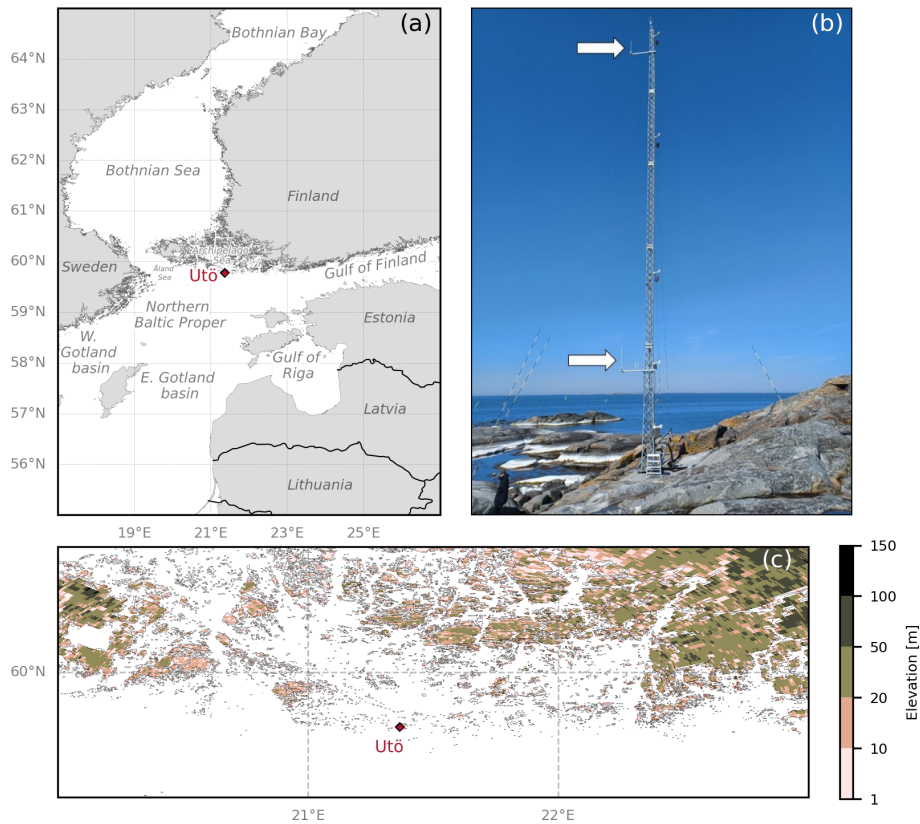 (a)
Bothnian Bay
64°N
63°N
62°N
Bothnian Sea
Finland
61°N
60°N
Archipelago
Sea
Sweden
Åland
Sea
Utö
Gulf of Finland
59°N
Northern
Baltic Proper
Estonia
W.
Gotland
basin
58°N
Gulf of
Riga
E. Gotland
basin
57°N
Latvia
56°N
Lithuania
19°E
21°E
23°E
25°E
(b)
(c)
60°N
Utö
21°E
22°E
150
100
50
20
10
1
Elevation [m]